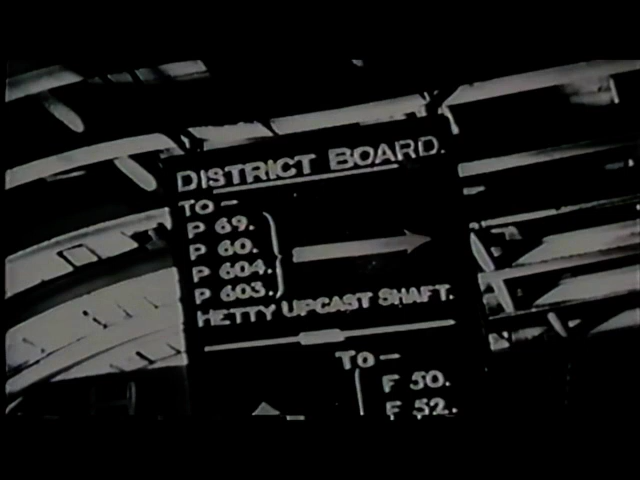 DISTRICT BOARD.
TO —
P 69.
P 60.
P 604.
P 603.
HETTY UPCAST SHAFT.
TO —
F 50.
F 52.